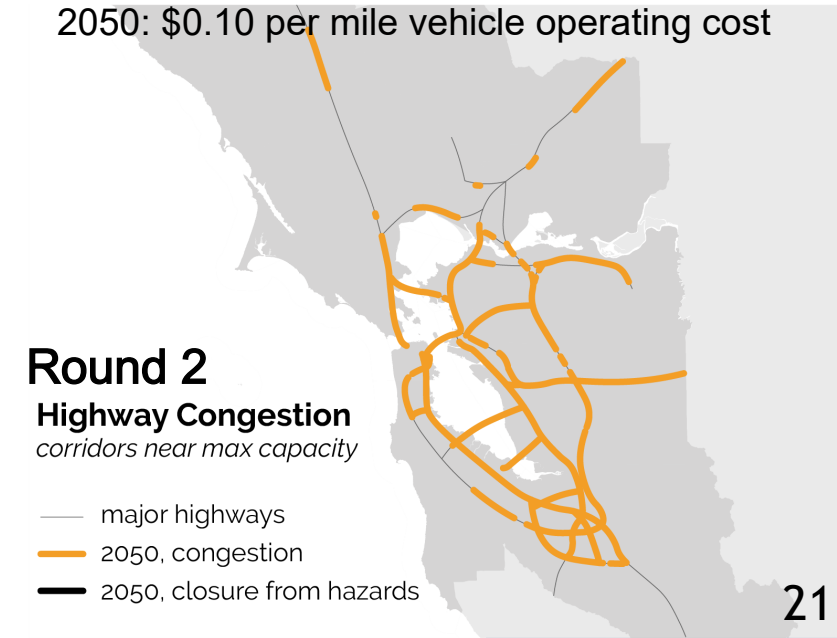 2050: $0.10 per mile vehicle operating cost
Round 2
Highway Congestion
corridors near max capacity
major highways
2050, congestion
2050, closure from hazards
21